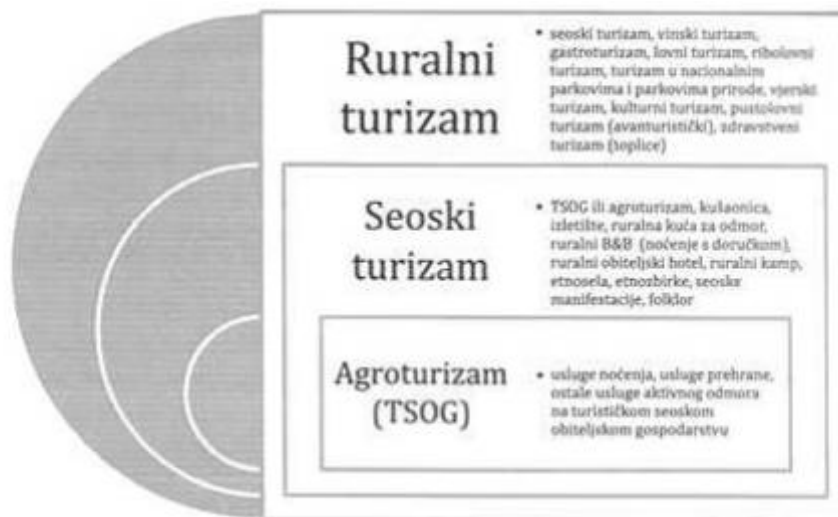 Ruralni
turizam
• seoski turizam, vinski turizam,
gastroturizam, lovni turizam, ribolovni
turizam, turizam u nacionalnim
parkovima i parkovima prirode, vjerski
turizam, kulturni turizam, pustolovni
turizam (avanturistički), zdravstveni
turizam (toplice)
Seoski
turizam
• TSOG ili agroturizam, kušaonica,
izletište, ruralna kuća za odmor,
ruralni B&B (noćenje s doručkom),
ruralni obiteljski hotel, ruralni kamp,
etnosela, etnozbirke, seoske
manifestacije, folklor
Agroturizam
(TSOG)
• usluge noćenja, usluge prehrane,
ostale usluge aktivnog odmora
na turističkom seoskom
obiteljskom gospodarstvu